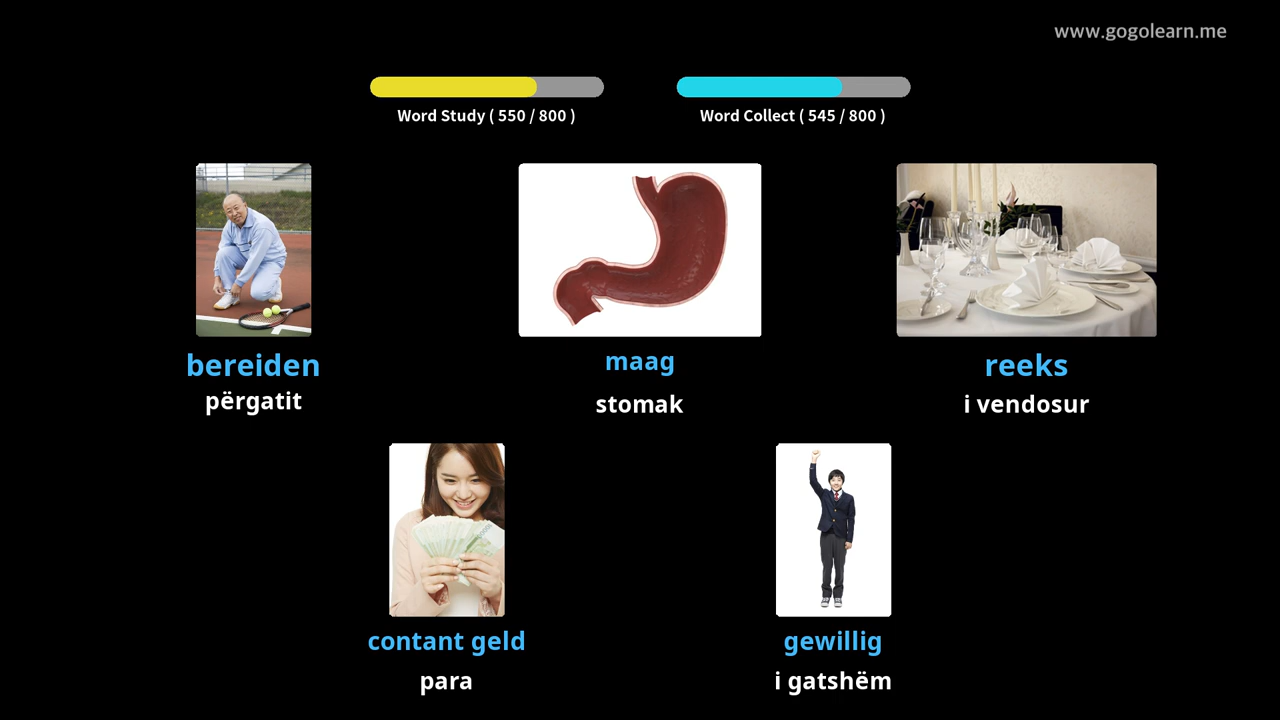 www.gogolearn.me
Word Study ( 550 / 800 )
Word Collect ( 545 / 800 )
bereiden
përgatit
maag
stomak
reeks
i vendosur
contant geld
para
gewillig
i gatshëm